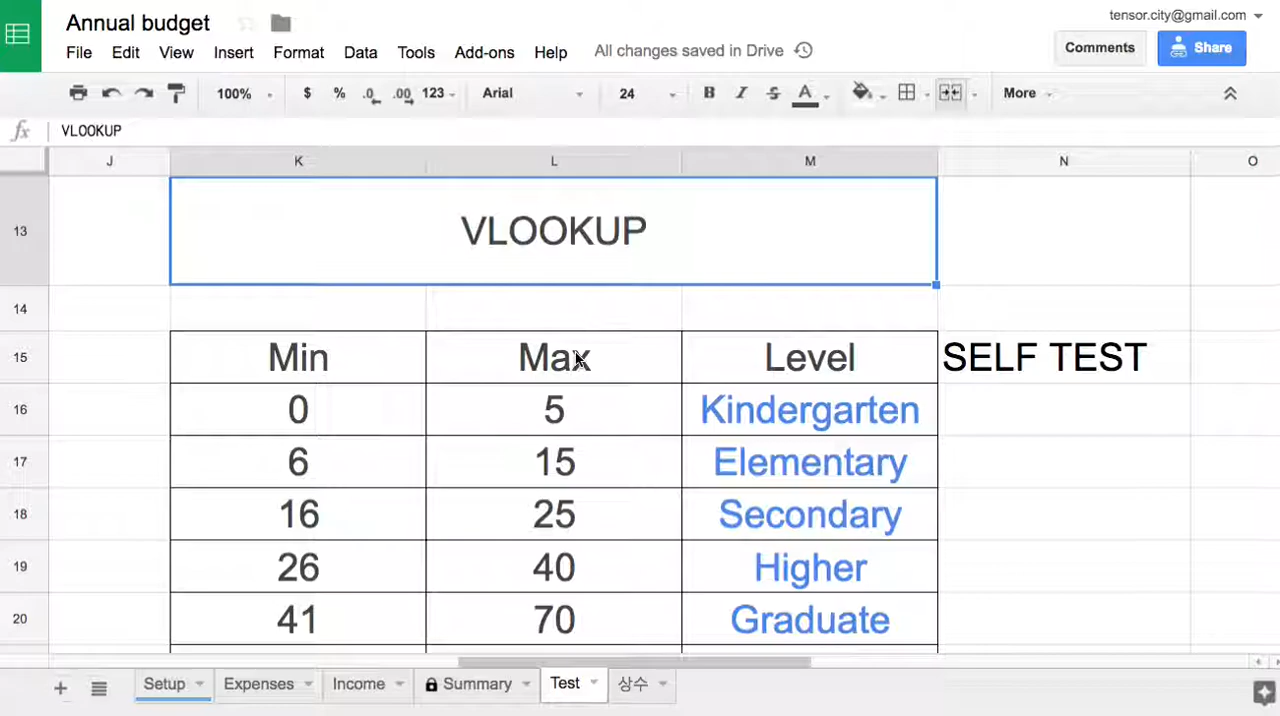 Annual budget
tensor.city@gmail.com
File Edit View Insert Format Data Tools Add-ons Help All changes saved in Drive
Comments Share
100% $ % .0 .00 123 Arial 24 B I S A More
fx VLOOKUP
J K L M N O
13 VLOOKUP
14
15 Min Max Level SELF TEST
16 0 5 Kindergarten
17 6 15 Elementary
18 16 25 Secondary
19 26 40 Higher
20 41 70 Graduate
Setup Expenses Income Summary Test 상수